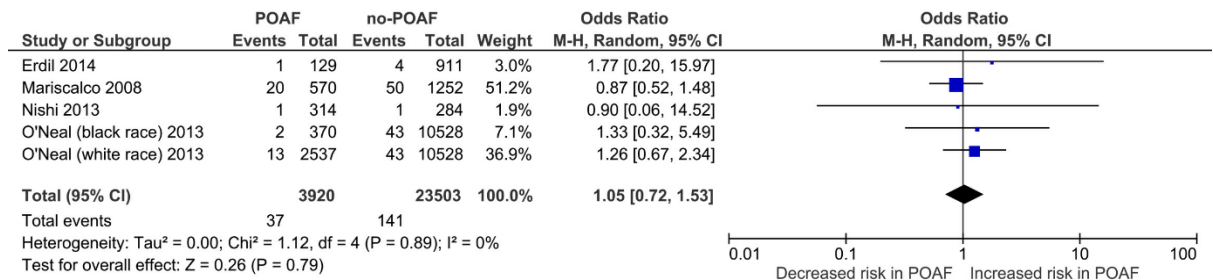 POAF no-POAF Odds Ratio Odds Ratio
Study or Subgroup Events Total Events Total Weight M-H, Random, 95% CI M-H, Random, 95% CI
Erdil 2014 1 129 4 911 3.0% 1.77 [0.20, 15.97]
Mariscalco 2008 20 570 50 1252 51.2% 0.87 [0.52, 1.48]
Nishi 2013 1 314 1 284 1.9% 0.90 [0.06, 14.52]
O'Neal (black race) 2013 2 370 43 10528 7.1% 1.33 [0.32, 5.49]
O'Neal (white race) 2013 13 2537 43 10528 36.9% 1.26 [0.67, 2.34]
Total (95% CI) 3920 23503 100.0% 1.05 [0.72, 1.53]
Total events 37 141
Heterogeneity: Tau² = 0.00; Chi² = 1.12, df = 4 (P = 0.89); I² = 0%
Test for overall effect: Z = 0.26 (P = 0.79)
0.01 0.1 1 10 100
Decreased risk in POAF Increased risk in POAF